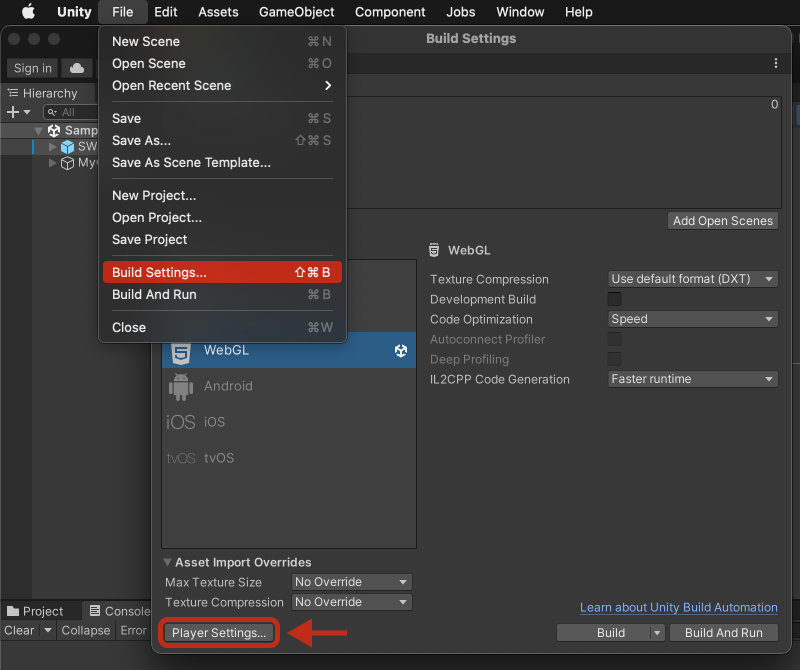 Unity File Edit Assets GameObject Component Jobs Window Help
Build Settings
Sign in
Hierarchy
All
Samp
SW
My
New Scene ⌘ N
Open Scene ⌘ O
Open Recent Scene
Save ⌘ S
Save As... ⇧ ⌘ S
Save As Scene Template...
New Project...
Open Project...
Save Project
Build Settings... ⇧ ⌘ B
Build And Run ⌘ B
Close ⌘ W
0
Add Open Scenes
WebGL
Android
iOS iOS
tvOS tvOS
WebGL
Texture Compression Use default format (DXT)
Development Build
Code Optimization Speed
Autoconnect Profiler
Deep Profiling
IL2CPP Code Generation Faster runtime
Asset Import Overrides
Max Texture Size No Override
Texture Compression No Override
Learn about Unity Build Automation
Player Settings...
Build
Build And Run
Project Console
Clear Collapse Error